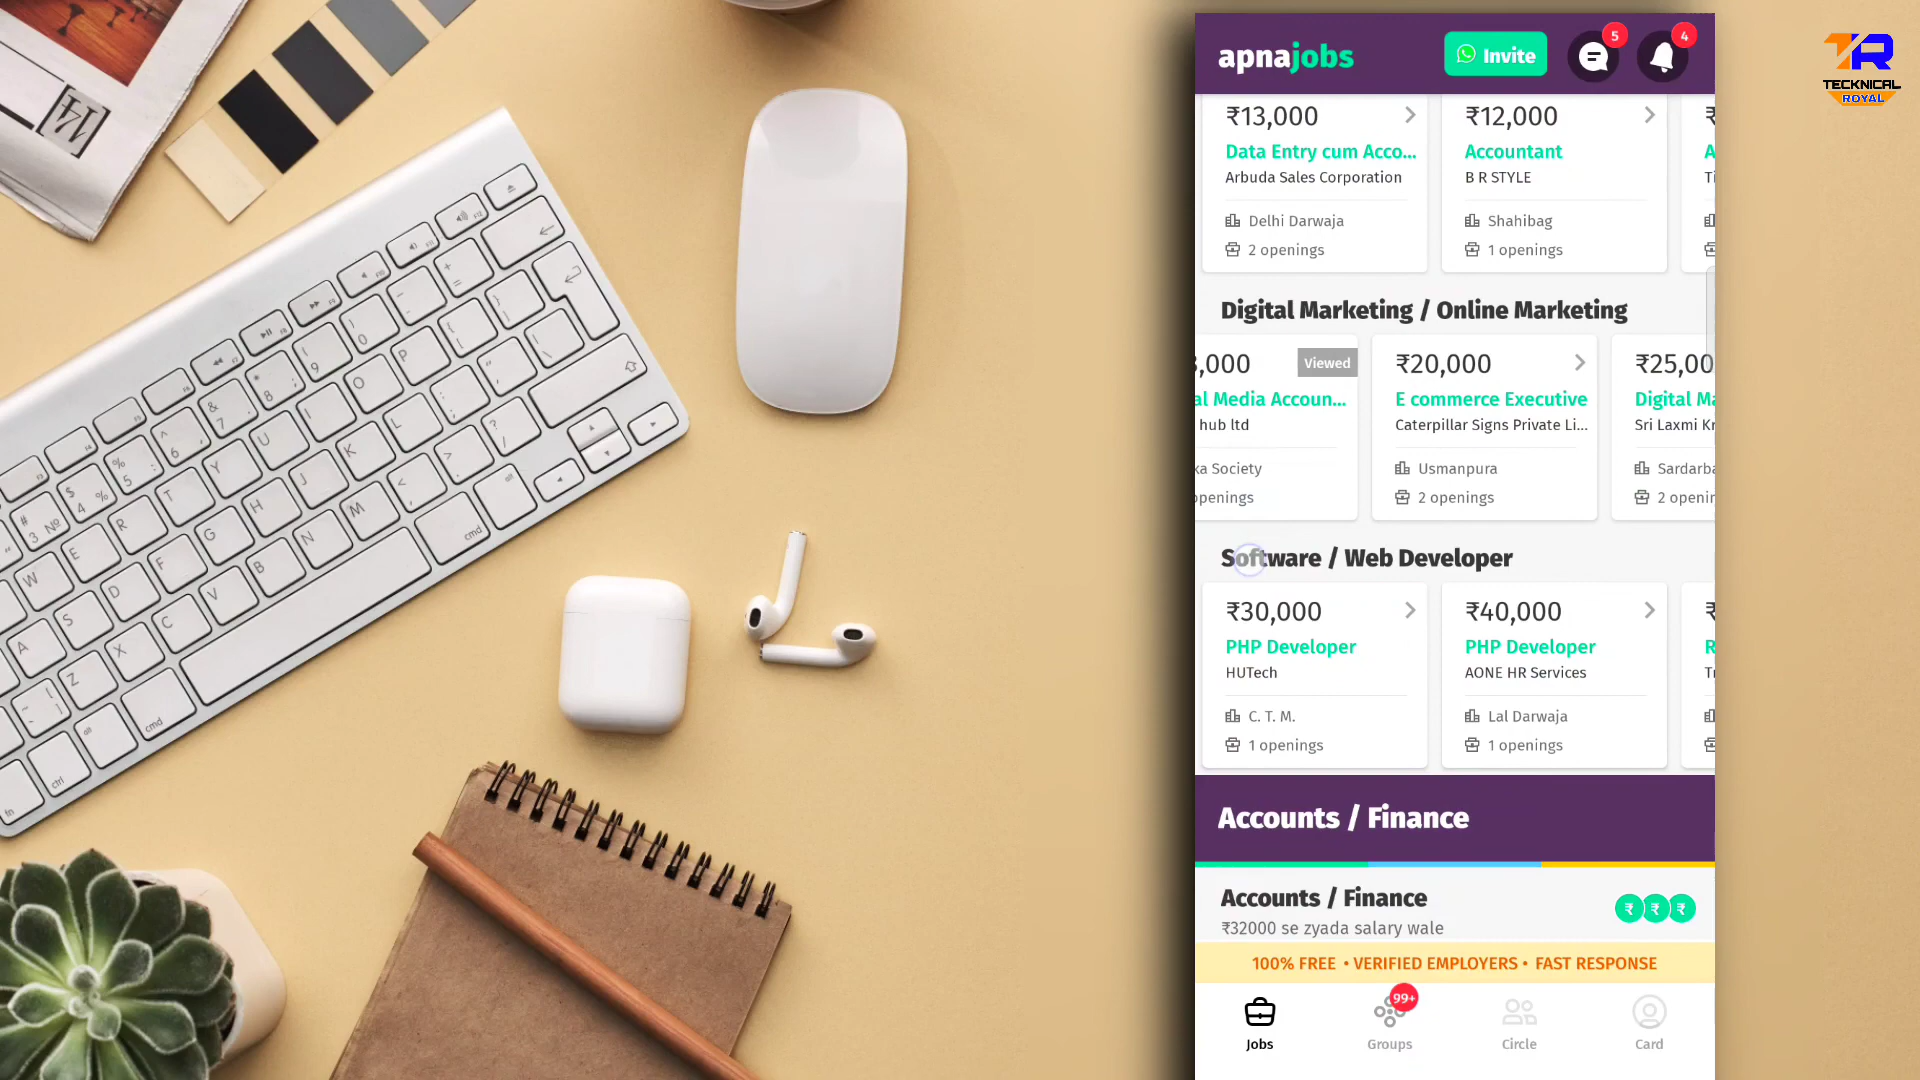 TECKNICAL
ROYAL
apnajobs
Invite
5
4
₹13,000
Data Entry cum Acco...
Arbuda Sales Corporation
Delhi Darwaja
2 openings
₹12,000
Accountant
B R STYLE
Shahibag
1 openings
Digital Marketing / Online Marketing
,000
Viewed
al Media Accoun...
hub ltd
ka Society
penings
₹20,000
E commerce Executive
Caterpillar Signs Private Li...
Usmanpura
2 openings
₹25,00
Digital Ma
Sri Laxmi Kr
Sardarba
2 openin
Software / Web Developer
₹30,000
PHP Developer
HUTech
C. T. M.
1 openings
₹40,000
PHP Developer
AONE HR Services
Lal Darwaja
1 openings
Accounts / Finance
Accounts / Finance
₹32000 se zyada salary wale
100% FREE • VERIFIED EMPLOYERS • FAST RESPONSE
99+
Jobs
Groups
Circle
Card